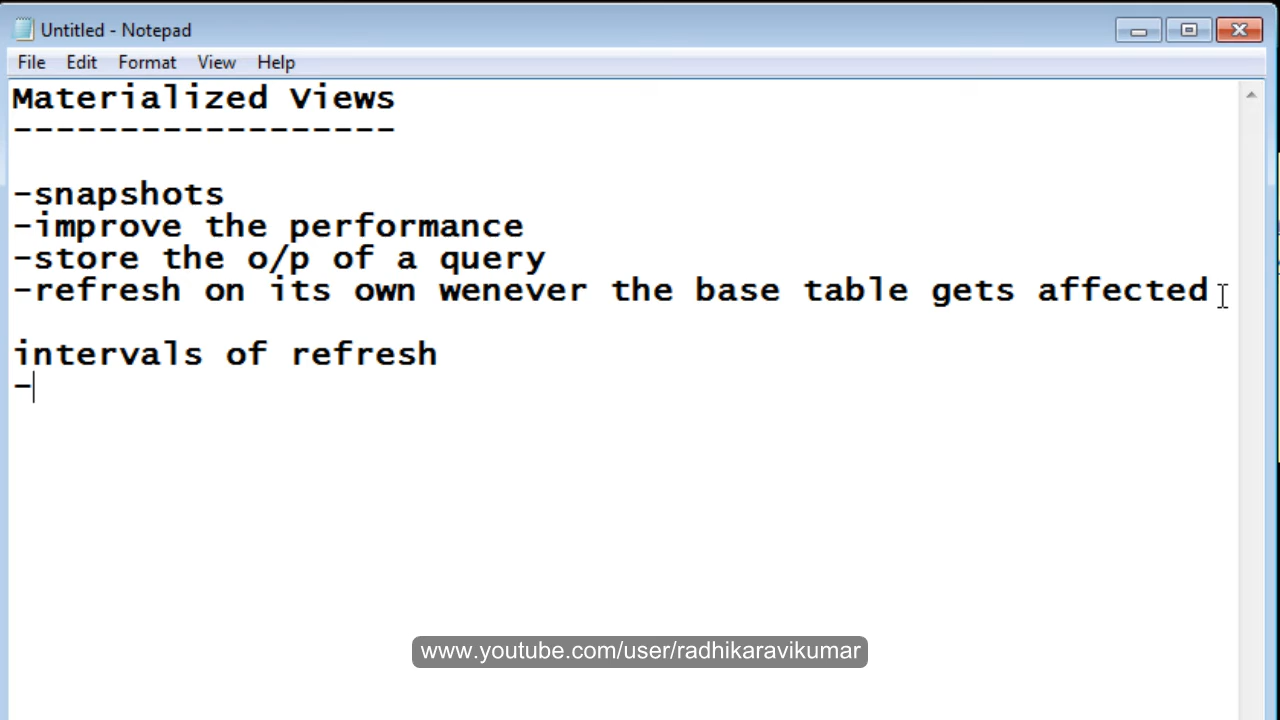 Untitled - Notepad
File Edit Format View Help
Materialized Views
------------------
-snapshots
-improve the performance
-store the o/p of a query
-refresh on its own wenever the base table gets affected
intervals of refresh
-
www.youtube.com/user/radhikaravikumar